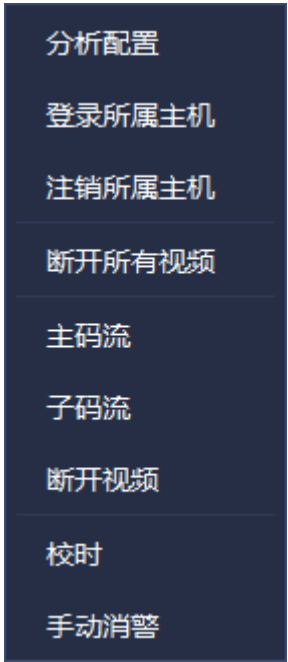 分析配置
登录所属主机
注销所属主机
断开所有视频
主码流
子码流
断开视频
校时
手动消警